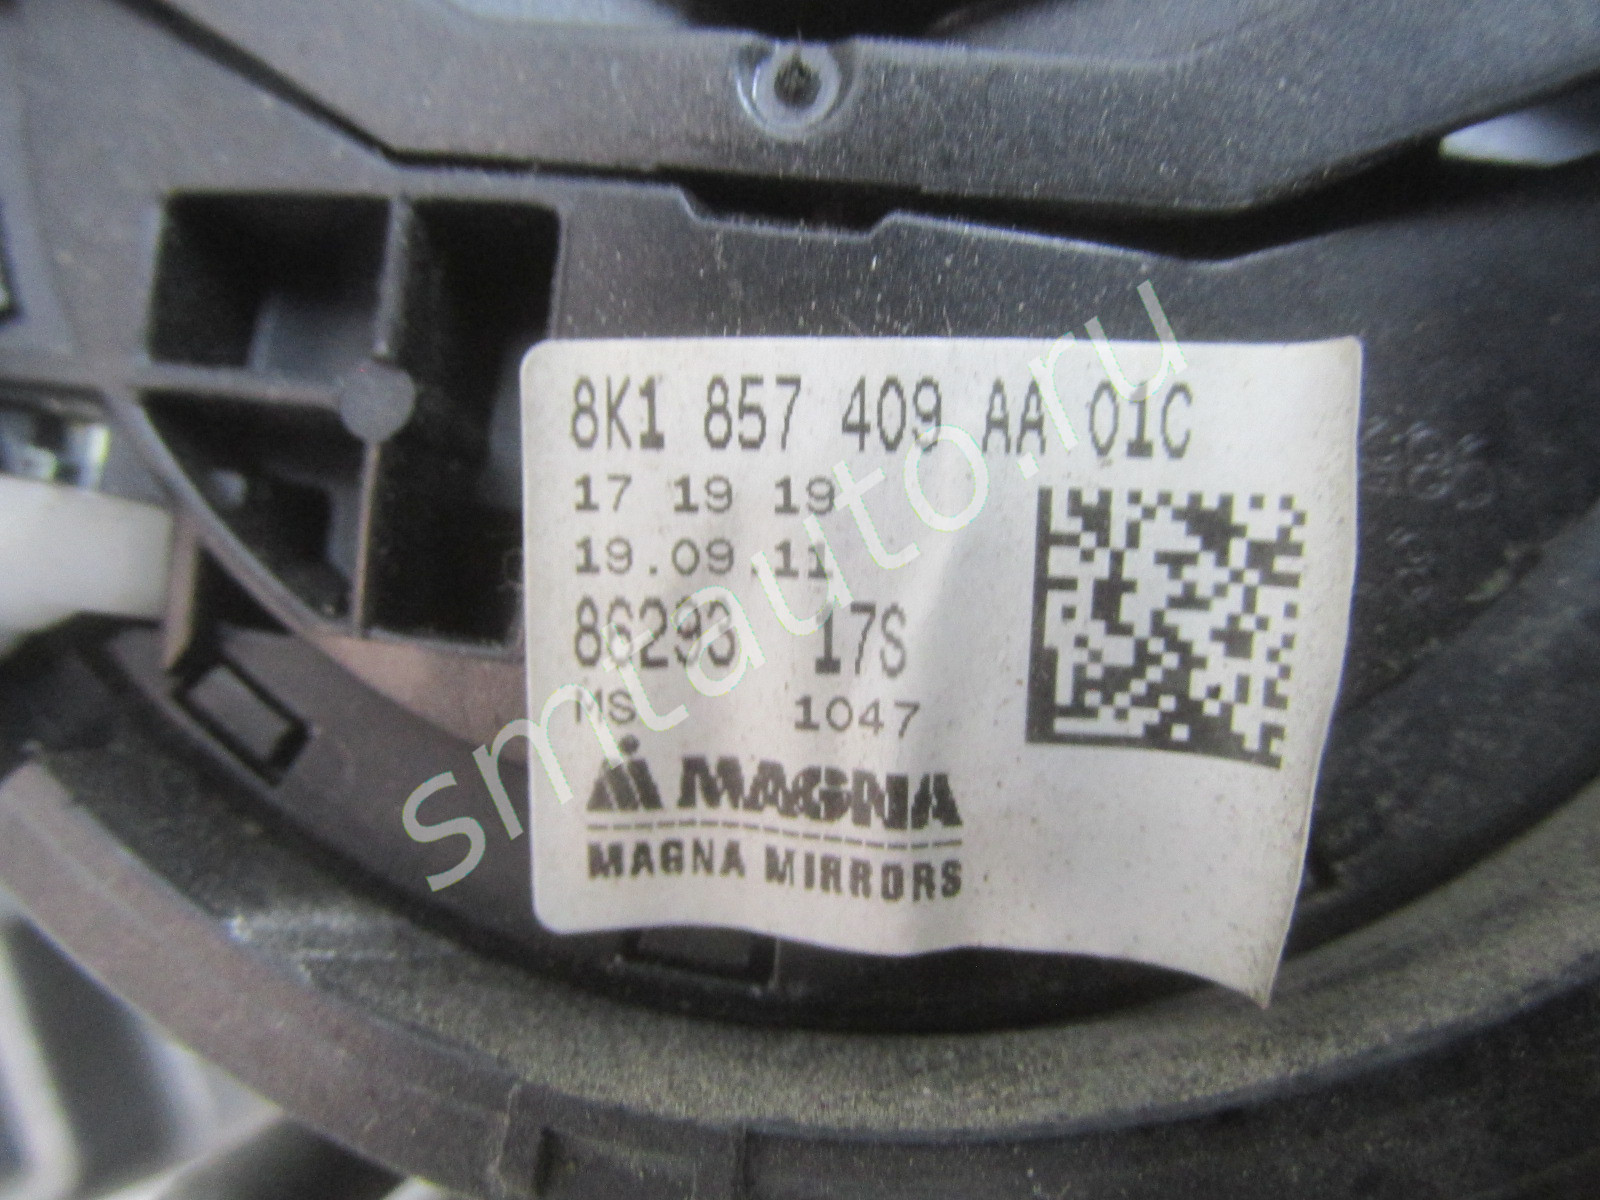 8K1 857 409 AA 01C
17 19 19
19.09.11
86293 17S
MS 1047
MAGNA
MAGNA MIRRORS
smtauto.ru